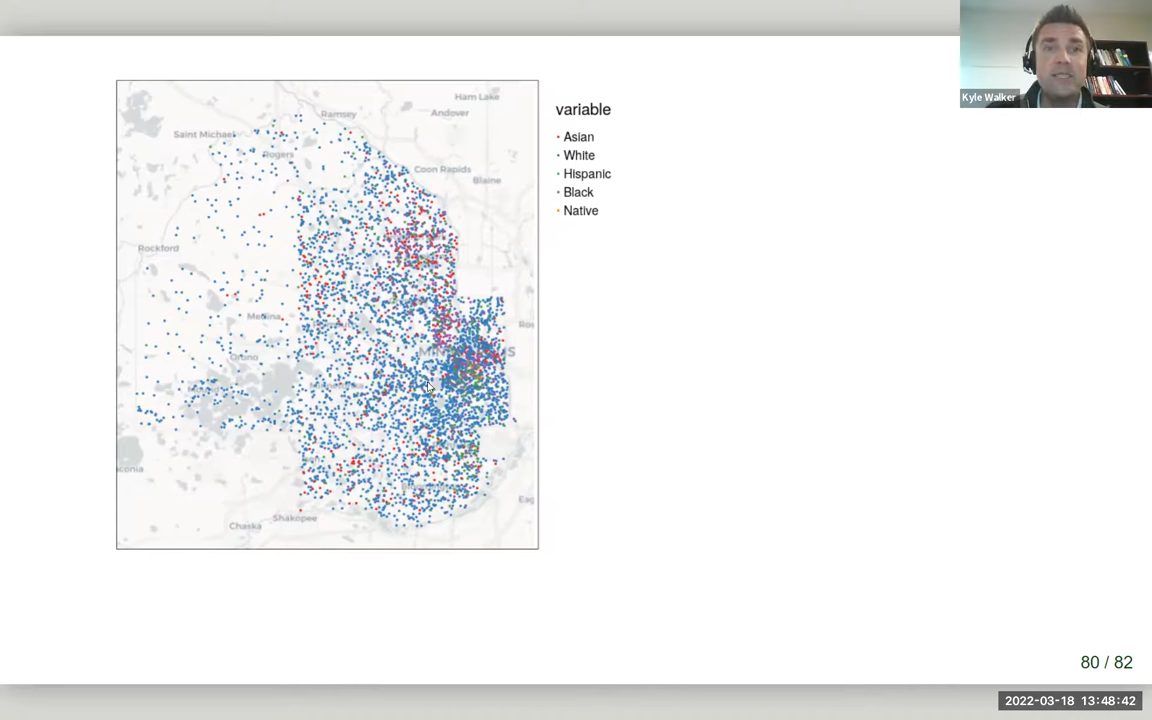 Kyle Walker
Ham Lake
Andover
Ramsey
Saint Michael
Rogers
Coon Rapids
Blaine
Rockford
Medina
Orono
Chaska
Shakopee
variable
Asian
White
Hispanic
Black
Native
80 / 82
2022-03-18 13:48:42